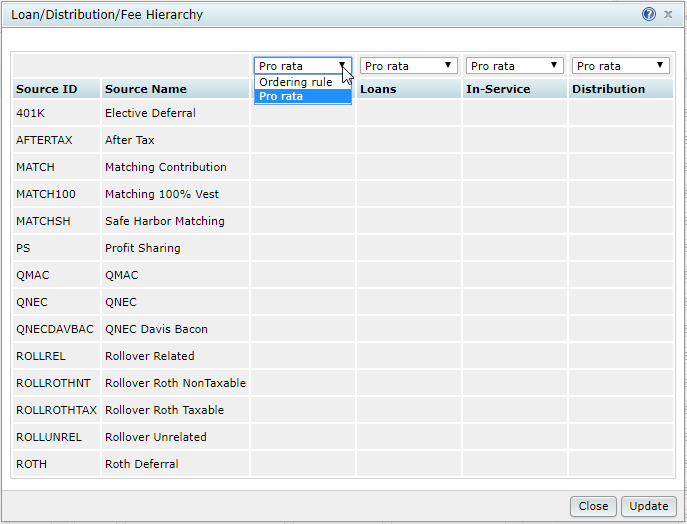 Loan/Distribution/Fee Hierarchy
Pro rata Pro rata Pro rata Pro rata
Ordering rule
Pro rata
Source ID Source Name Loans In-Service Distribution
401K Elective Deferral
AFTERTAX After Tax
MATCH Matching Contribution
MATCH100 Matching 100% Vest
MATCHSH Safe Harbor Matching
PS Profit Sharing
QMAC QMAC
QNEC QNEC
QNECDAVBAC QNEC Davis Bacon
ROLLREL Rollover Related
ROLLROTHNT Rollover Roth NonTaxable
ROLLROTHTAX Rollover Roth Taxable
ROLLUNREL Rollover Unrelated
ROTH Roth Deferral
Close Update